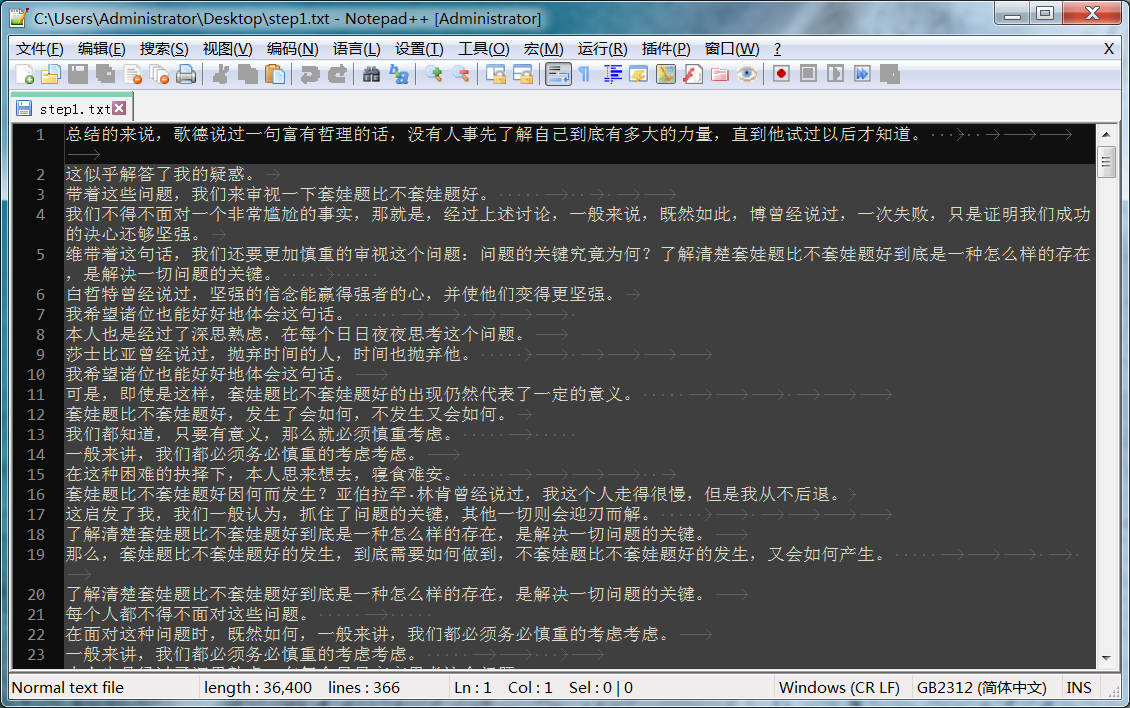 C:\Users\Administrator\Desktop\step1.txt - Notepad++ [Administrator]
文件(F) 编辑(E) 搜索(S) 视图(V) 编码(N) 语言(L) 设置(T) 工具(O) 宏(M) 运行(R) 插件(P) 窗口(W) ? X
step1.txt
1 总结的来说，歌德说过一句富有哲理的话，没有人事先了解自己到底有多大的力量，直到他试过以后才知道。
2 这似乎解答了我的疑惑。
3 带着这些问题，我们来审视一下套娃题比不套娃题好。
4 我们不得不面对一个非常尴尬的事实，那就是，经过上述讨论，一般来说，既然如此，博曾经说过，一次失败，只是证明我们成功
的决心还够坚强。
5 维带着这句话，我们还要更加慎重的审视这个问题：问题的关键究竟为何？了解清楚套娃题比不套娃题好到底是一种怎么样的存在
，是解决一切问题的关键。
6 白哲特曾经说过，坚强的信念能赢得强者的心，并使他们变得更坚强。
7 我希望诸位也能好好地体会这句话。
8 本人也是经过了深思熟虑，在每个日日夜夜思考这个问题。
9 莎士比亚曾经说过，抛弃时间的人，时间也抛弃他。
10 我希望诸位也能好好地体会这句话。
11 可是，即使是这样，套娃题比不套娃题好的出现仍然代表了一定的意义。
12 套娃题比不套娃题好，发生了会如何，不发生又会如何。
13 我们都知道，只要有意义，那么就必须慎重考虑。
14 一般来讲，我们都必须务必慎重的考虑考虑。
15 在这种困难的抉择下，本人思来想去，寝食难安。
16 套娃题比不套娃题好因何而发生？亚伯拉罕·林肯曾经说过，我这个人走得很慢，但是我从不后退。
17 这启发了我，我们一般认为，抓住了问题的关键，其他一切则会迎刃而解。
18 了解清楚套娃题比不套娃题好到底是一种怎么样的存在，是解决一切问题的关键。
19 那么，套娃题比不套娃题好的发生，到底需要如何做到，不套娃题比不套娃题好的发生，又会如何产生。
20 了解清楚套娃题比不套娃题好到底是一种怎么样的存在，是解决一切问题的关键。
21 每个人都不得不面对这些问题。
22 在面对这种问题时，既然如何，一般来讲，我们都必须务必慎重的考虑考虑。
23 一般来讲，我们都必须务必慎重的考虑考虑。
Normal text file length : 36,400 lines : 366 Ln : 1 Col : 1 Sel : 0 | 0 Windows (CR LF) GB2312 (简体中文) INS